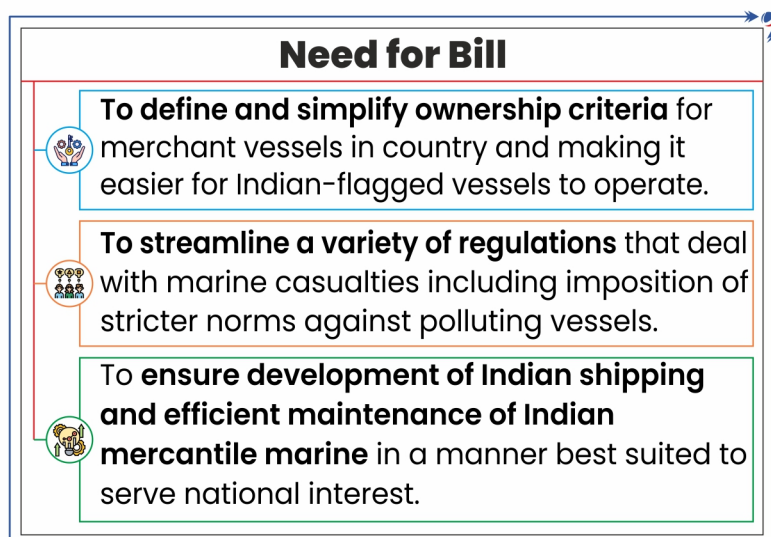 Need for Bill
To define and simplify ownership criteria for
merchant vessels in country and making it
easier for Indian-flagged vessels to operate.
To streamline a variety of regulations that deal
with marine casualties including imposition of
stricter norms against polluting vessels.
To ensure development of Indian shipping
and efficient maintenance of Indian
mercantile marine in a manner best suited to
serve national interest.